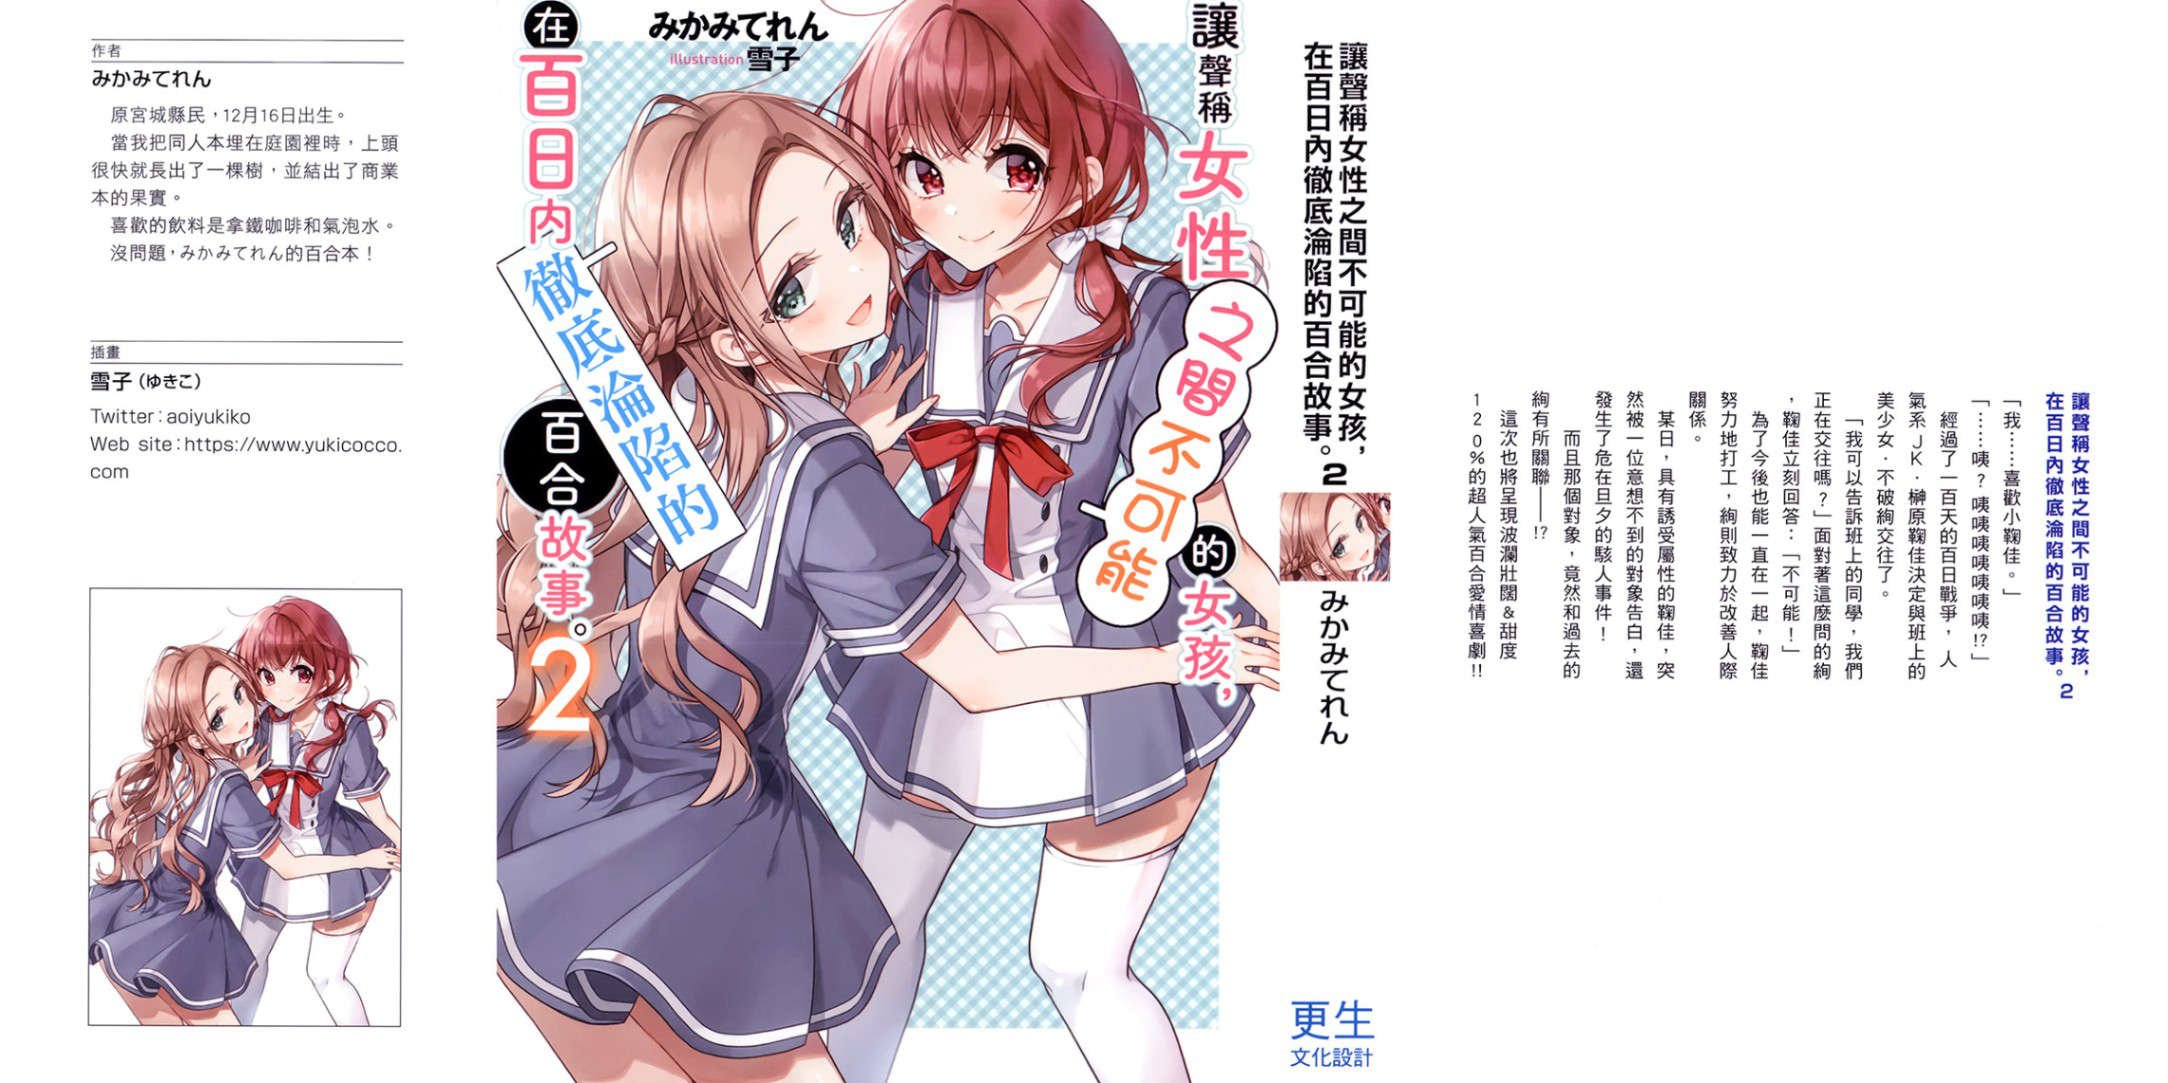 作者
みかみてれん
原宮城縣民，12月16日出生。
當我把同人本埋在庭園裡時，上頭
很快就長出了一棵樹，並結出了商業
本的果實。
喜歡的飲料是拿鐵咖啡和氣泡水。
沒問題，みかみてれん的百合本！
插畫
雪子（ゆきこ）
Twitter：aoiyukiko
Web site：https://www.yukicocco.
com
みかみてれん
illustration 雪子
讓聲稱女性之間不可能的女孩，
在百日内徹底淪陷的百合故事。2
讓聲稱女性之間不可能的女孩，
在百日內徹底淪陷的百合故事。2
みかみてれん
更生
文化設計
讓聲稱女性之間不可能的女孩，
在百日內徹底淪陷的百合故事。2
「我……喜歡小鞠佳。」
「……咦？咦咦咦咦咦咦!?」
經過了一百天的百日戰爭，人
氣系ＪＫ．榊原鞠佳決定與班上的
美少女．不破絢交往了。
「我可以告訴班上的同學，我們
正在交往嗎？」面對著這麼問的絢
，鞠佳立刻回答：「不可能！」
為了今後也能一直在一起，鞠佳
努力地打工，絢則致力於改善人際
關係。
某日，具有誘受屬性的鞠佳，突
然被一位意想不到的對象告白，還
發生了危在旦夕的駭人事件！
而且那個對象，竟然和過去的
絢有所關聯——!?
這次也將呈現波瀾壯闊＆甜度
１２０％的超人氣百合愛情喜劇!!